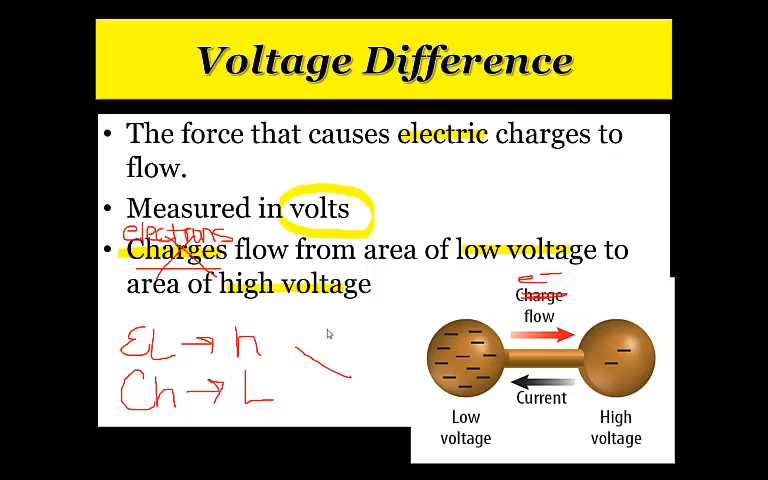 Voltage Difference
• The force that causes electric charges to
flow.
• Measured in volts
electrons
• Charges flow from area of low voltage to
area of high voltage
e−
Charge
flow
EL → h
Ch → L
Current
Low
voltage
High
voltage